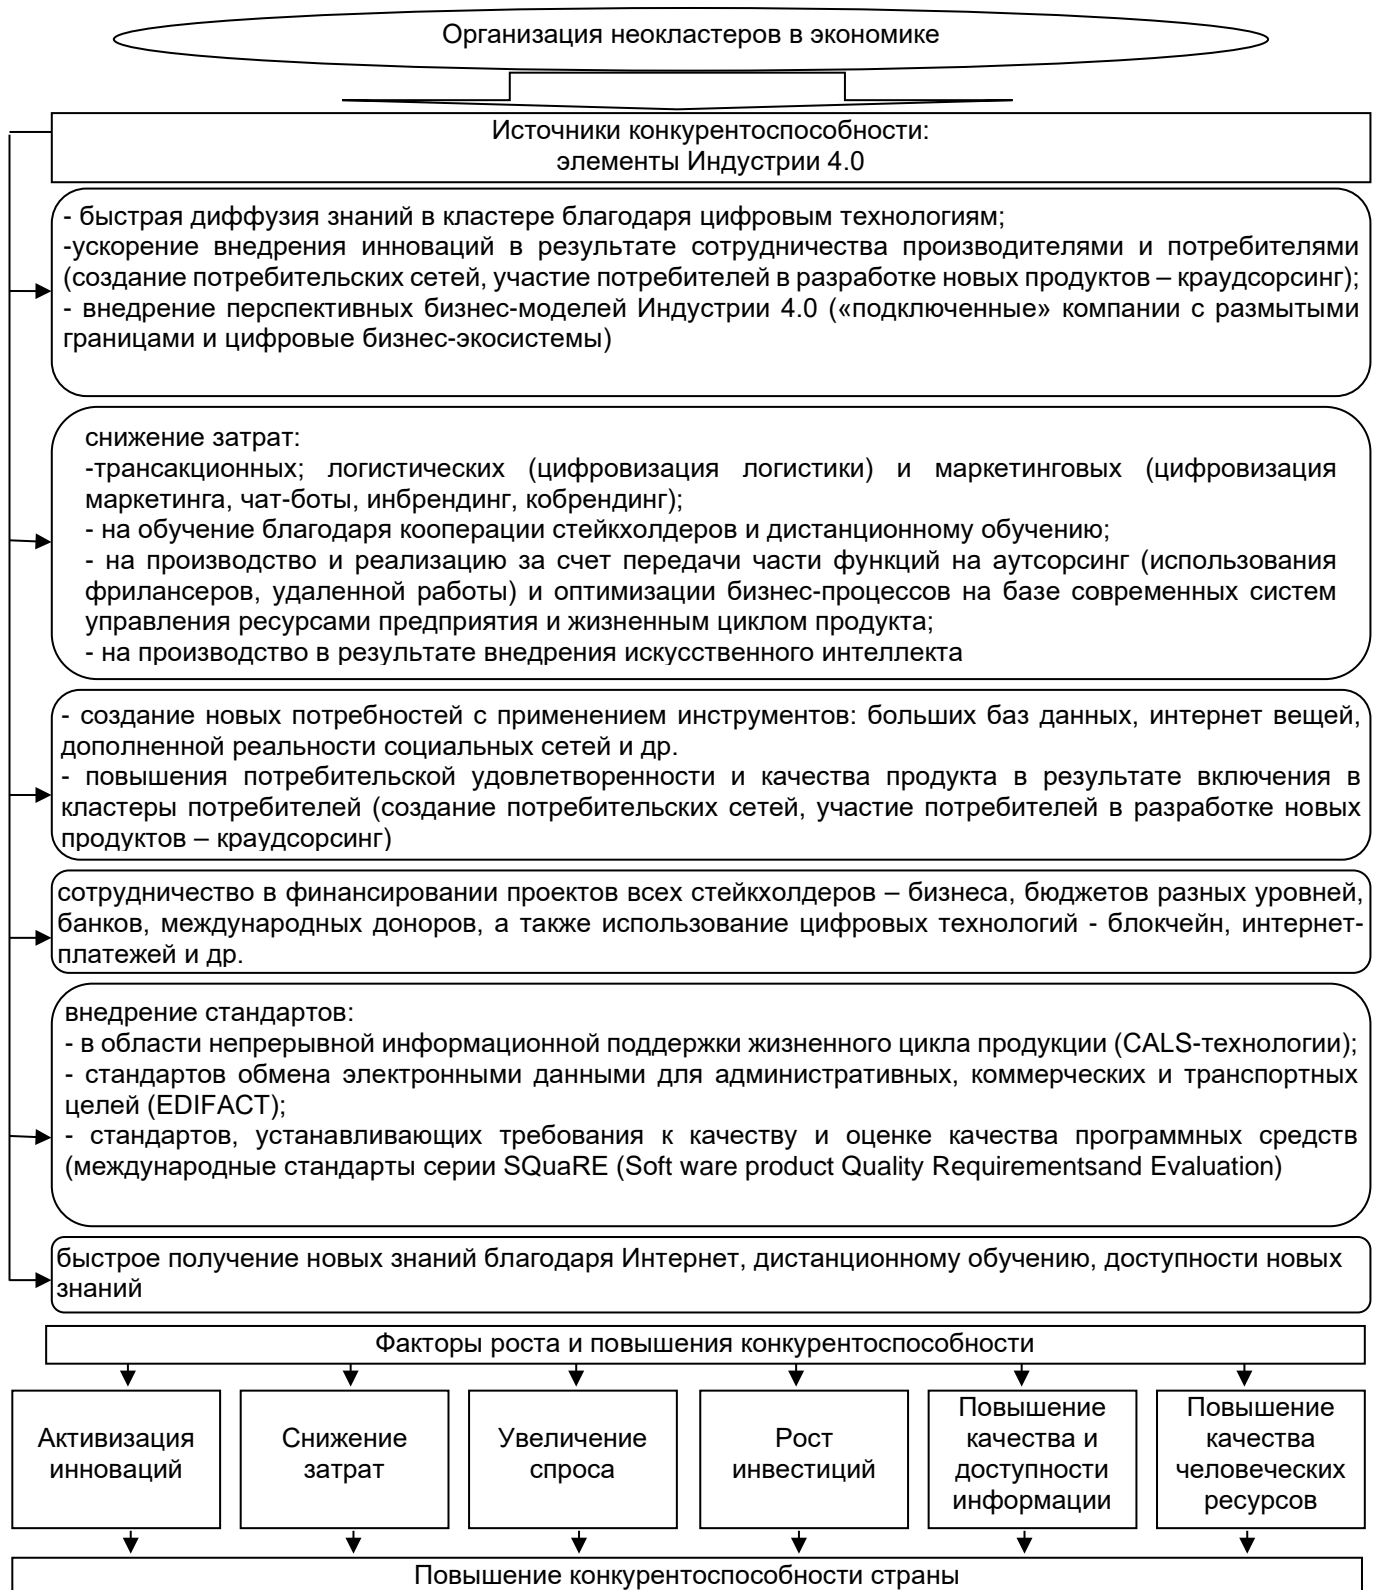 Организация неокластеров в экономике
Источники конкурентоспособности:
элементы Индустрии 4.0
- быстрая диффузия знаний в кластере благодаря цифровым технологиям;
-ускорение внедрения инноваций в результате сотрудничества производителями и потребителями
(создание потребительских сетей, участие потребителей в разработке новых продуктов – краудсорсинг);
- внедрение перспективных бизнес-моделей Индустрии 4.0 («подключенные» компании с размытыми
границами и цифровые бизнес-экосистемы)
снижение затрат:
-трансакционных; логистических (цифровизация логистики) и маркетинговых (цифровизация
маркетинга, чат-боты, инбрендинг, кобрендинг);
- на обучение благодаря кооперации стейкхолдеров и дистанционному обучению;
- на производство и реализацию за счет передачи части функций на аутсорсинг (использования
фрилансеров, удаленной работы) и оптимизации бизнес-процессов на базе современных систем
управления ресурсами предприятия и жизненным циклом продукта;
- на производство в результате внедрения искусственного интеллекта
- создание новых потребностей с применением инструментов: больших баз данных, интернет вещей,
дополненной реальности социальных сетей и др.
- повышения потребительской удовлетворенности и качества продукта в результате включения в
кластеры потребителей (создание потребительских сетей, участие потребителей в разработке новых
продуктов – краудсорсинг)
сотрудничество в финансировании проектов всех стейкхолдеров – бизнеса, бюджетов разных уровней,
банков, международных доноров, а также использование цифровых технологий - блокчейн, интернет-
платежей и др.
внедрение стандартов:
- в области непрерывной информационной поддержки жизненного цикла продукции (CALS-технологии);
- стандартов обмена электронными данными для административных, коммерческих и транспортных
целей (EDIFACT);
- стандартов, устанавливающих требования к качеству и оценке качества программных средств
(международные стандарты серии SQuaRE (Soft ware product Quality Requirementsand Evaluation)
быстрое получение новых знаний благодаря Интернет, дистанционному обучению, доступности новых
знаний
Факторы роста и повышения конкурентоспособности
Активизация
инноваций
Снижение
затрат
Увеличение
спроса
Рост
инвестиций
Повышение
качества и
доступности
информации
Повышение
качества
человеческих
ресурсов
Повышение конкурентоспособности страны